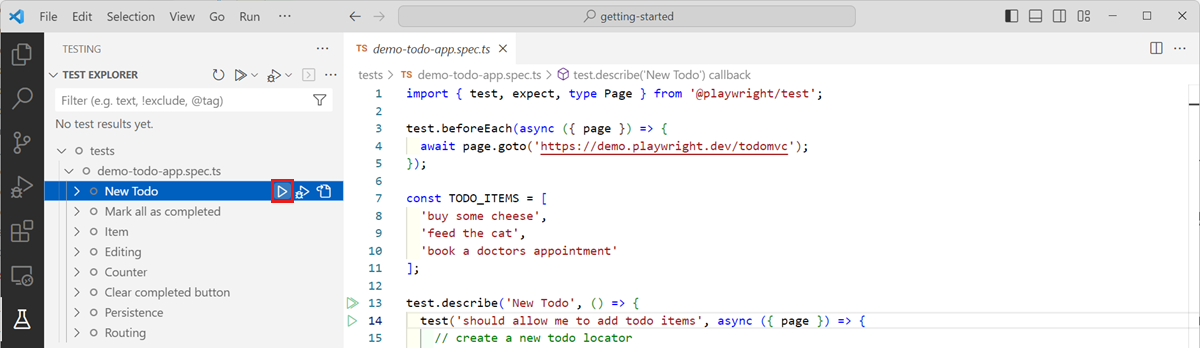 File Edit Selection View Go Run ··· getting-started
TESTING ···
TS demo-todo-app.spec.ts
TEST EXPLORER ···
Filter (e.g. text, !exclude, @tag)
No test results yet.
tests
demo-todo-app.spec.ts
New Todo
Mark all as completed
Item
Editing
Counter
Clear completed button
Persistence
Routing
tests > TS demo-todo-app.spec.ts > test.describe('New Todo') callback
1 import { test, expect, type Page } from '@playwright/test';
2
3 test.beforeEach(async ({ page }) => {
4 await page.goto('https://demo.playwright.dev/todomvc');
5 });
6
7 const TODO_ITEMS = [
8 'buy some cheese',
9 'feed the cat',
10 'book a doctors appointment'
11 ];
12
13 test.describe('New Todo', () => {
14 test('should allow me to add todo items', async ({ page }) => {
15 // create a new todo locator